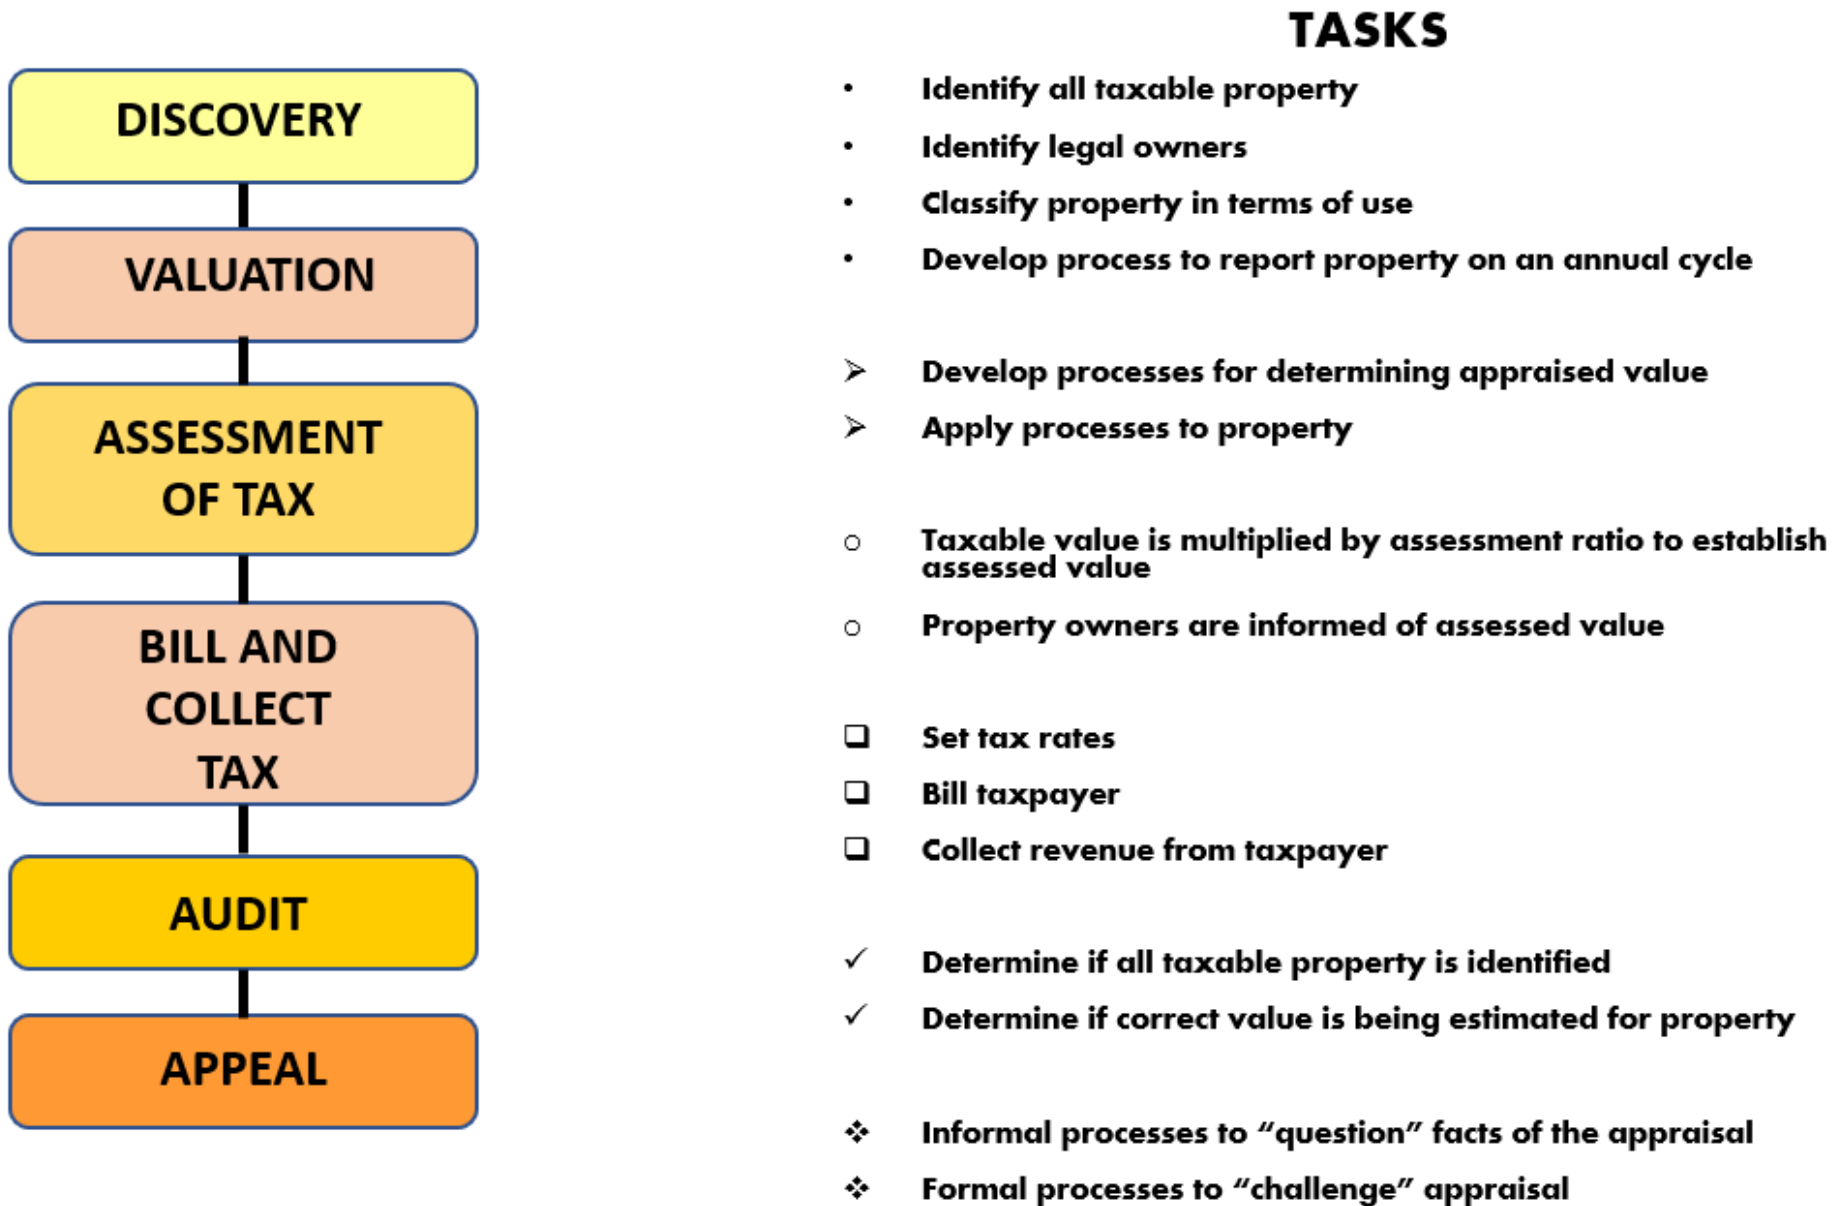 TASKS
DISCOVERY
VALUATION
ASSESSMENT
OF TAX
BILL AND
COLLECT
TAX
AUDIT
APPEAL
• Identify all taxable property
• Identify legal owners
• Classify property in terms of use
• Develop process to report property on an annual cycle
➢ Develop processes for determining appraised value
➢ Apply processes to property
o Taxable value is multiplied by assessment ratio to establish
assessed value
o Property owners are informed of assessed value
❑ Set tax rates
❑ Bill taxpayer
❑ Collect revenue from taxpayer
✓ Determine if all taxable property is identified
✓ Determine if correct value is being estimated for property
❖ Informal processes to “question” facts of the appraisal
❖ Formal processes to “challenge” appraisal